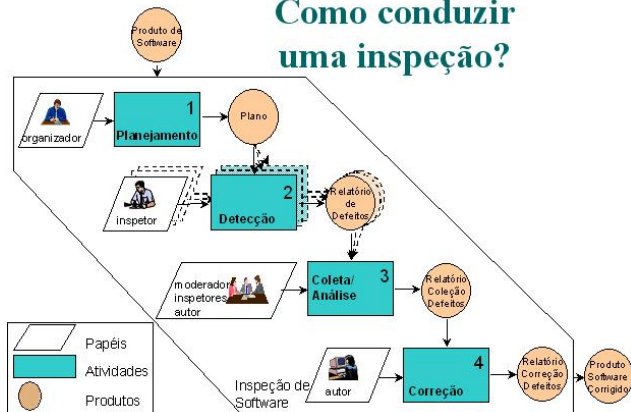 Como conduzir
uma inspeção?
Produto de
Software
organizador
1
Planejamento
Plano
inspetor
2
Detecção
Relatório
de
Defeitos
moderador
inspetores
autor
Coleta/
Análise
3
Relatório
Coleção
Defeitos
autor
4
Correção
Relatório
Correção
Defeitos
Produto
Software
Corrigido
Inspeção de
Software
Papéis
Atividades
Produtos